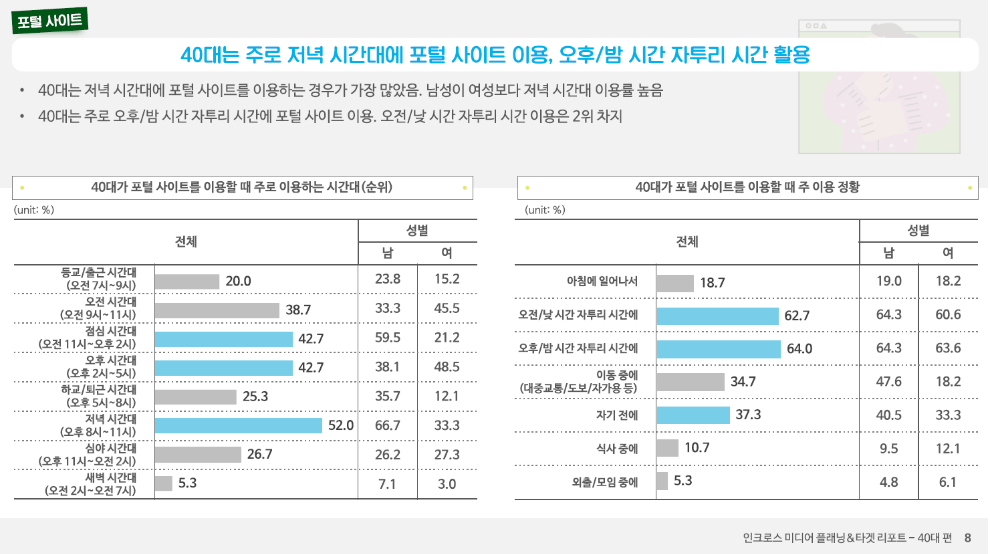 포털 사이트
40대는 주로 저녁 시간대에 포털 사이트 이용, 오후/밤 시간 자투리 시간 활용
• 40대는 저녁 시간대에 포털 사이트를 이용하는 경우가 가장 많았음. 남성이 여성보다 저녁 시간대 이용률 높음
• 40대는 주로 오후/밤 시간 자투리 시간에 포털 사이트 이용. 오전/낮 시간 자투리 시간 이용은 2위 차지
40대가 포털 사이트를 이용할 때 주로 이용하는 시간대(순위)
(unit: %)
전체 성별
남 여
등교/출근 시간대
(오전 7시~9시) 20.0 23.8 15.2
오전 시간대
(오전 9시~11시) 38.7 33.3 45.5
점심 시간대
(오전 11시~오후 2시) 42.7 59.5 21.2
오후 시간대
(오후 2시~5시) 42.7 38.1 48.5
하교/퇴근 시간대
(오후 5시~8시) 25.3 35.7 12.1
저녁 시간대
(오후 8시~11시) 52.0 66.7 33.3
심야 시간대
(오후 11시~오전 2시) 26.7 26.2 27.3
새벽 시간대
(오전 2시~오전 7시) 5.3 7.1 3.0
40대가 포털 사이트를 이용할 때 주 이용 정황
(unit: %)
전체 성별
남 여
아침에 일어나서 18.7 19.0 18.2
오전/낮 시간 자투리 시간에 62.7 64.3 60.6
오후/밤 시간 자투리 시간에 64.0 64.3 63.6
이동 중에
(대중교통/도보/자가용 등) 34.7 47.6 18.2
자기 전에 37.3 40.5 33.3
식사 중에 10.7 9.5 12.1
외출/모임 중에 5.3 4.8 6.1
인크로스 미디어 플래닝&타겟 리포트 – 40대 편 8